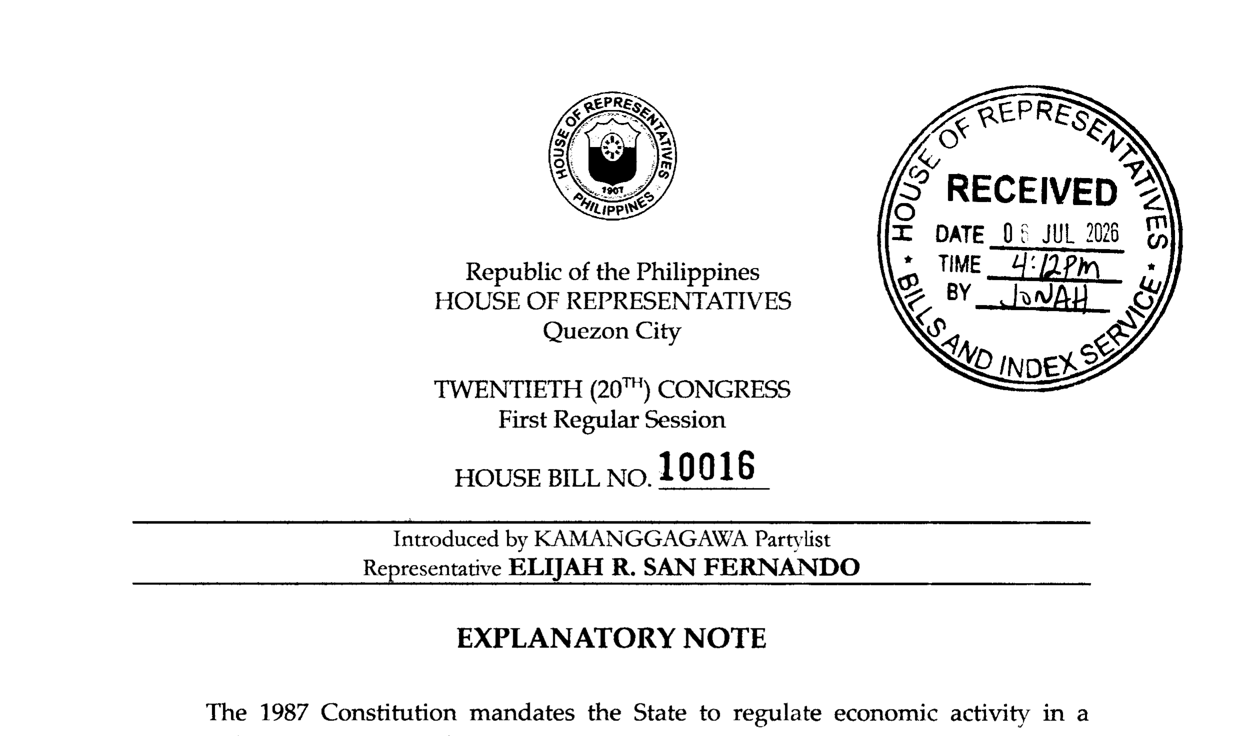 HOUSE OF REPRESENTATIVES
1907
PHILIPPINES
HOUSE OF REPRESENTATIVES
RECEIVED
DATE JUL 2026
TIME 4:12PM
BY JONAH
BILLS AND INDEX SERVICE
Republic of the Philippines
HOUSE OF REPRESENTATIVES
Quezon City
TWENTIETH (20TH) CONGRESS
First Regular Session
HOUSE BILL NO. 10016
Introduced by KAMANGGAGAWA Partylist
Representative ELIJAH R. SAN FERNANDO
EXPLANATORY NOTE
The 1987 Constitution mandates the State to regulate economic activity in a